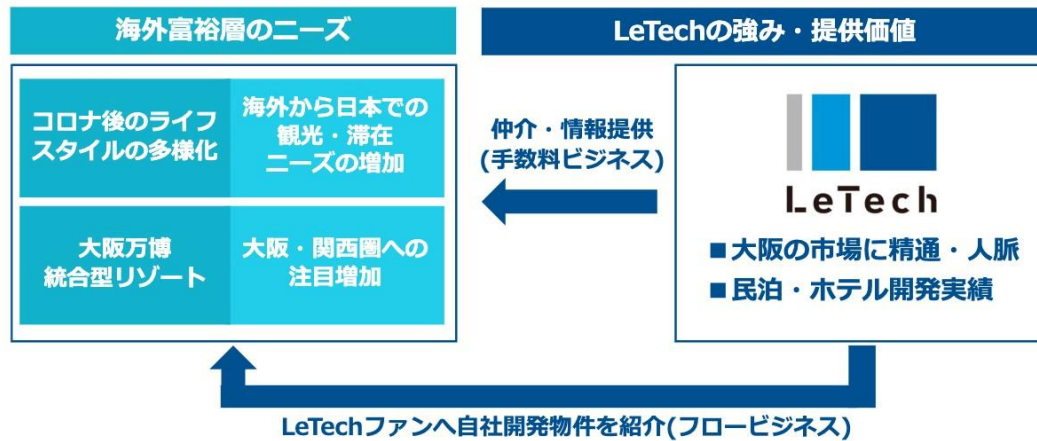 海外富裕層のニーズ
LeTechの強み・提供価値
コロナ後のライフ
スタイルの多様化
海外から日本での
観光・滞在
ニーズの増加
大阪万博
統合型リゾート
大阪・関西圏への
注目増加
仲介・情報提供
(手数料ビジネス)
LeTech
■大阪の市場に精通・人脈
■民泊・ホテル開発実績
LeTechファンへ自社開発物件を紹介(フロービジネス)